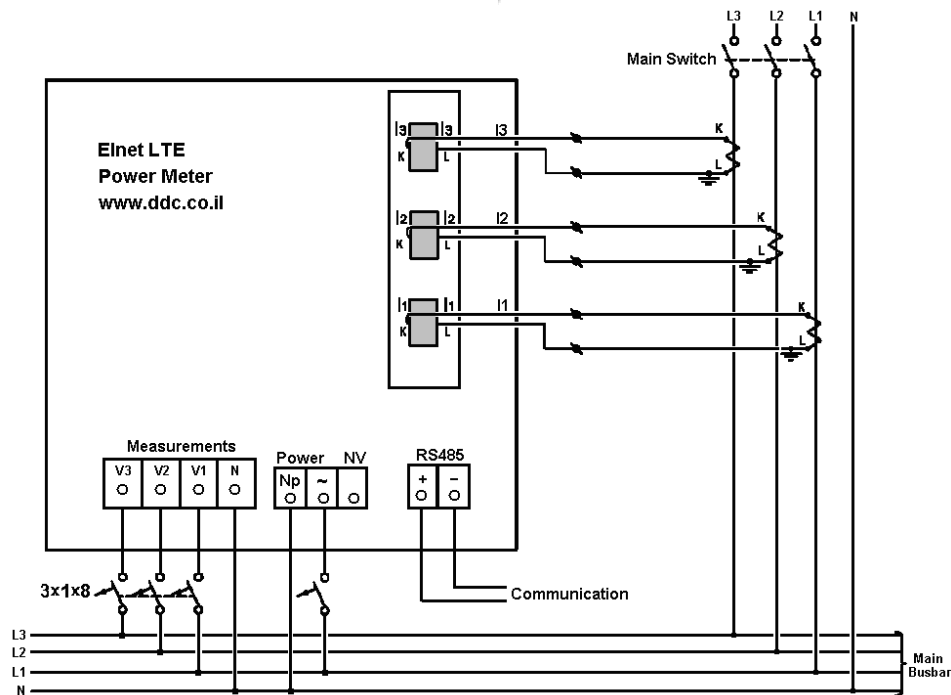 L3 L2 L1 N
Main Switch
Elnet LTE
Power Meter
www.ddc.co.il
I3 I3 I3
K L
K
L
I2 I2 I2
K L
K
L
I1 I1 I1
K L
K
L
Measurements
V3 V2 V1 N
Power NV
Np ~
RS485
+ -
3x1x8
Communication
L3
L2
L1
N
Main
Busbar